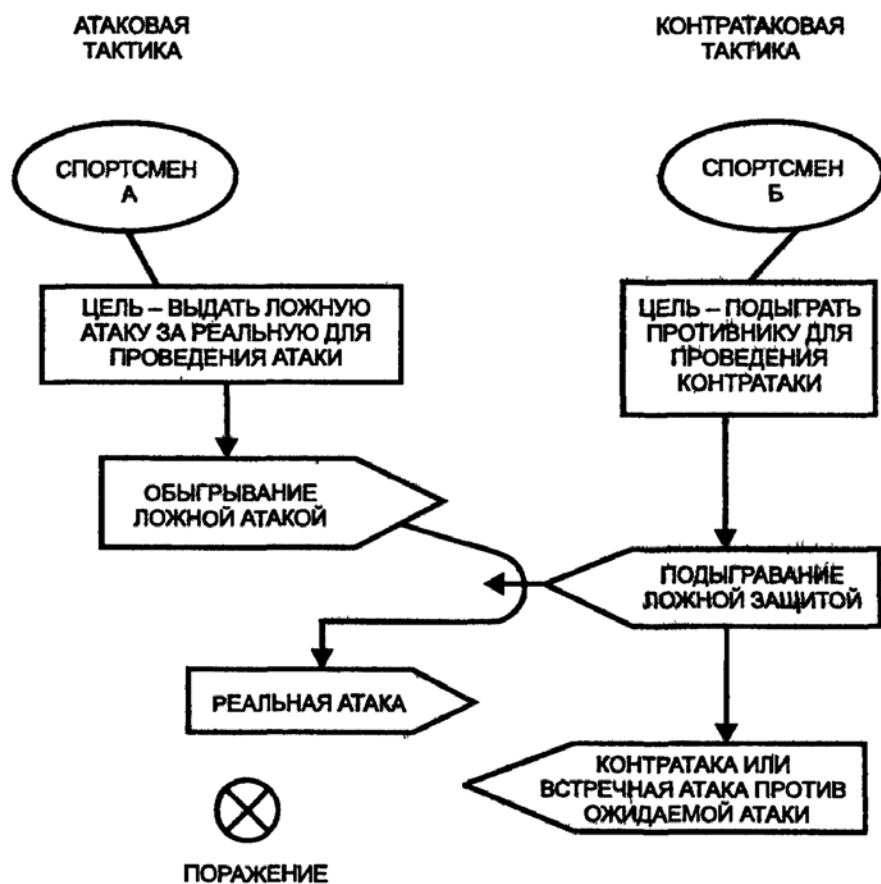 АТАКОВАЯ
ТАКТИКА
КОНТРАТАКОВАЯ
ТАКТИКА
СПОРТСМЕН
А
СПОРТСМЕН
Б
ЦЕЛЬ – ВЫДАТЬ ЛОЖНУЮ
АТАКУ ЗА РЕАЛЬНУЮ ДЛЯ
ПРОВЕДЕНИЯ АТАКИ
ЦЕЛЬ – ПОДЫГРАТЬ
ПРОТИВНИКУ ДЛЯ
ПРОВЕДЕНИЯ
КОНТРАТАКИ
ОБЫГРЫВАНИЕ
ЛОЖНОЙ АТАКОЙ
ПОДЫГРАВАНИЕ
ЛОЖНОЙ ЗАЩИТОЙ
РЕАЛЬНАЯ АТАКА
КОНТРАТАКА ИЛИ
ВСТРЕЧНАЯ АТАКА ПРОТИВ
ОЖИДАЕМОЙ АТАКИ
ПОРАЖЕНИЕ